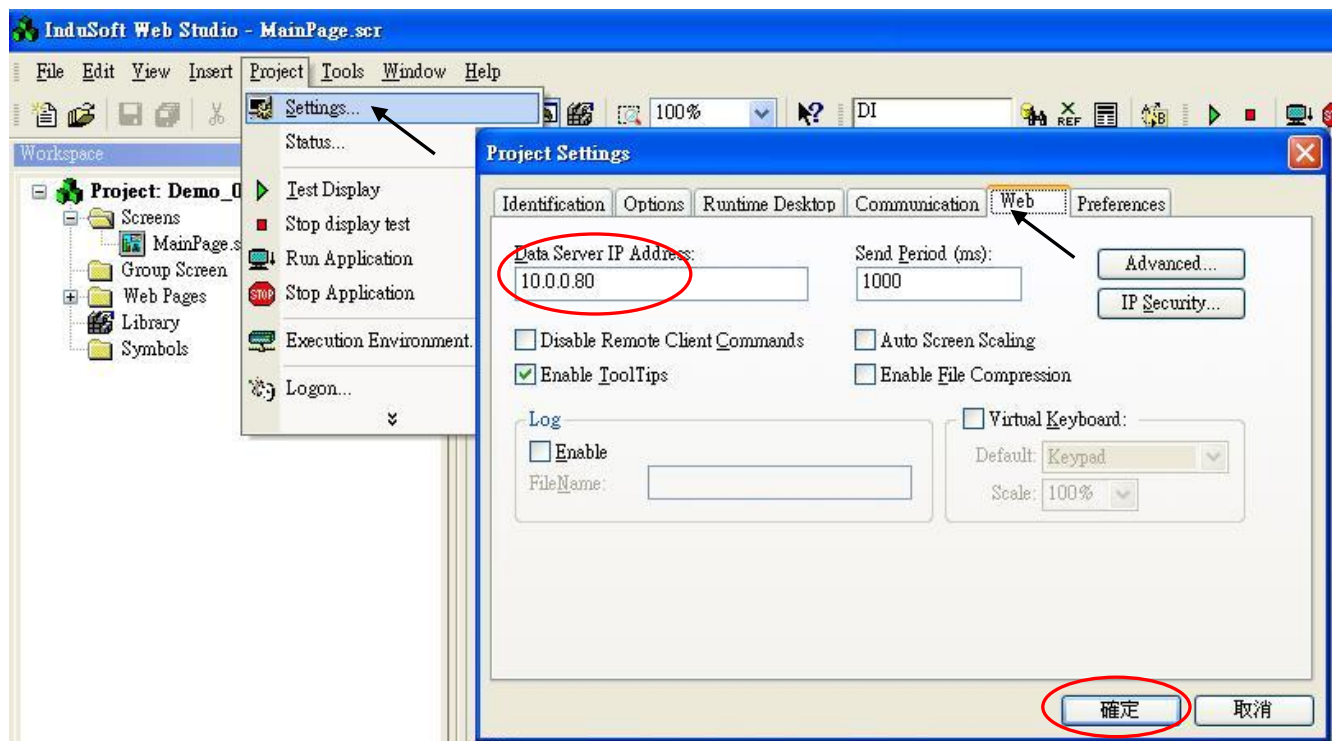 InduSoft Web Studio - MainPage.scr
File Edit View Insert Project Tools Window Help
Settings...
100%
DI
XREF
Workspace
Status...
Project: Demo_0
Screens
MainPage.s
Group Screen
Web Pages
Library
Symbols
Test Display
Stop display test
Run Application
STOP Stop Application
Execution Environment.
Logon...
Project Settings
Identification Options Runtime Desktop Communication Web Preferences
Data Server IP Address: Send Period (ms):
10.0.0.80 1000 Advanced...
IP Security...
Disable Remote Client Commands Auto Screen Scaling
Enable ToolTips Enable File Compression
Log Virtual Keyboard:
Enable Default: Keypad
FileName: Scale: 100%
確定 取消